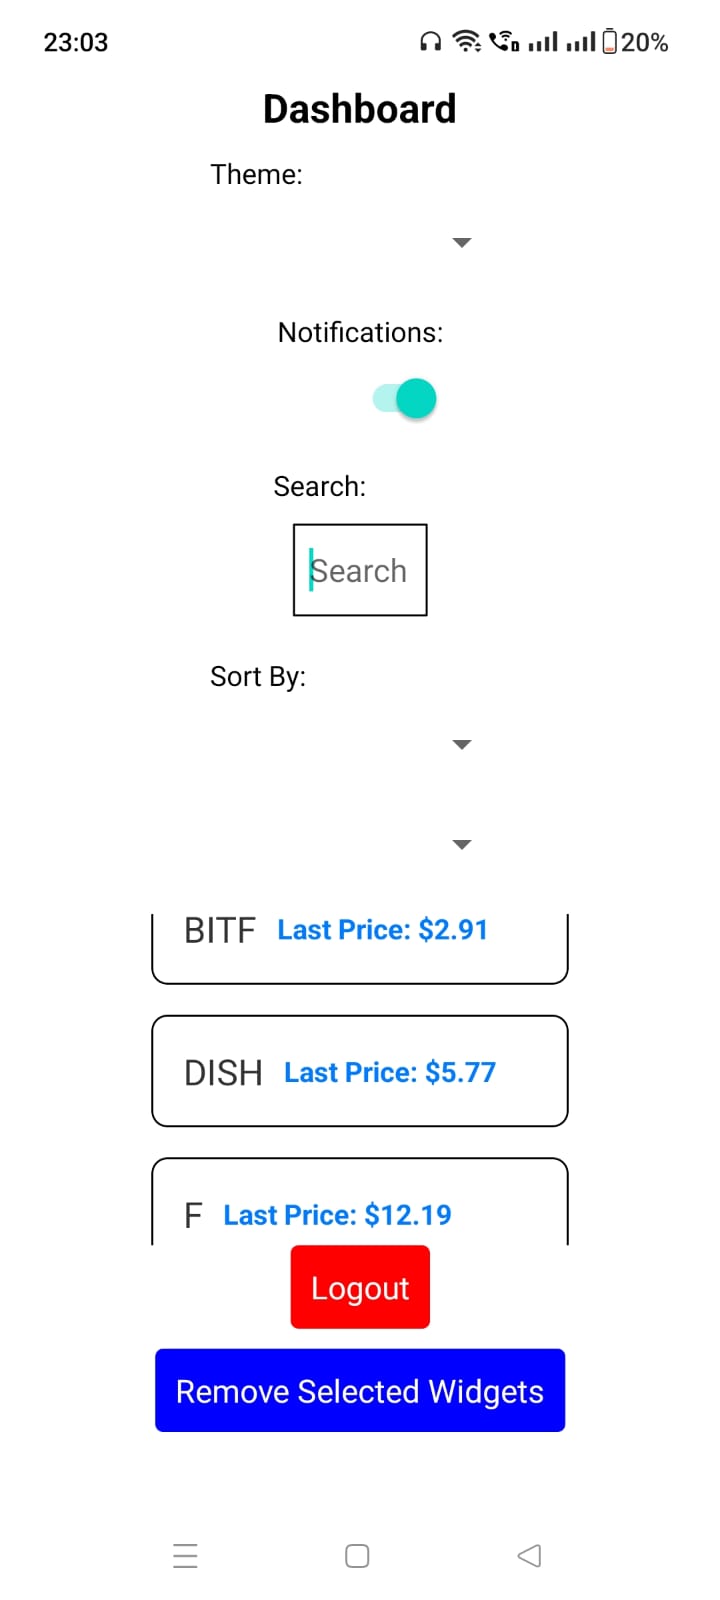 23:03 20%
Dashboard
Theme:
Notifications:
Search:
Search
Sort By:
BITF Last Price: $2.91
DISH Last Price: $5.77
F Last Price: $12.19
Logout
Remove Selected Widgets